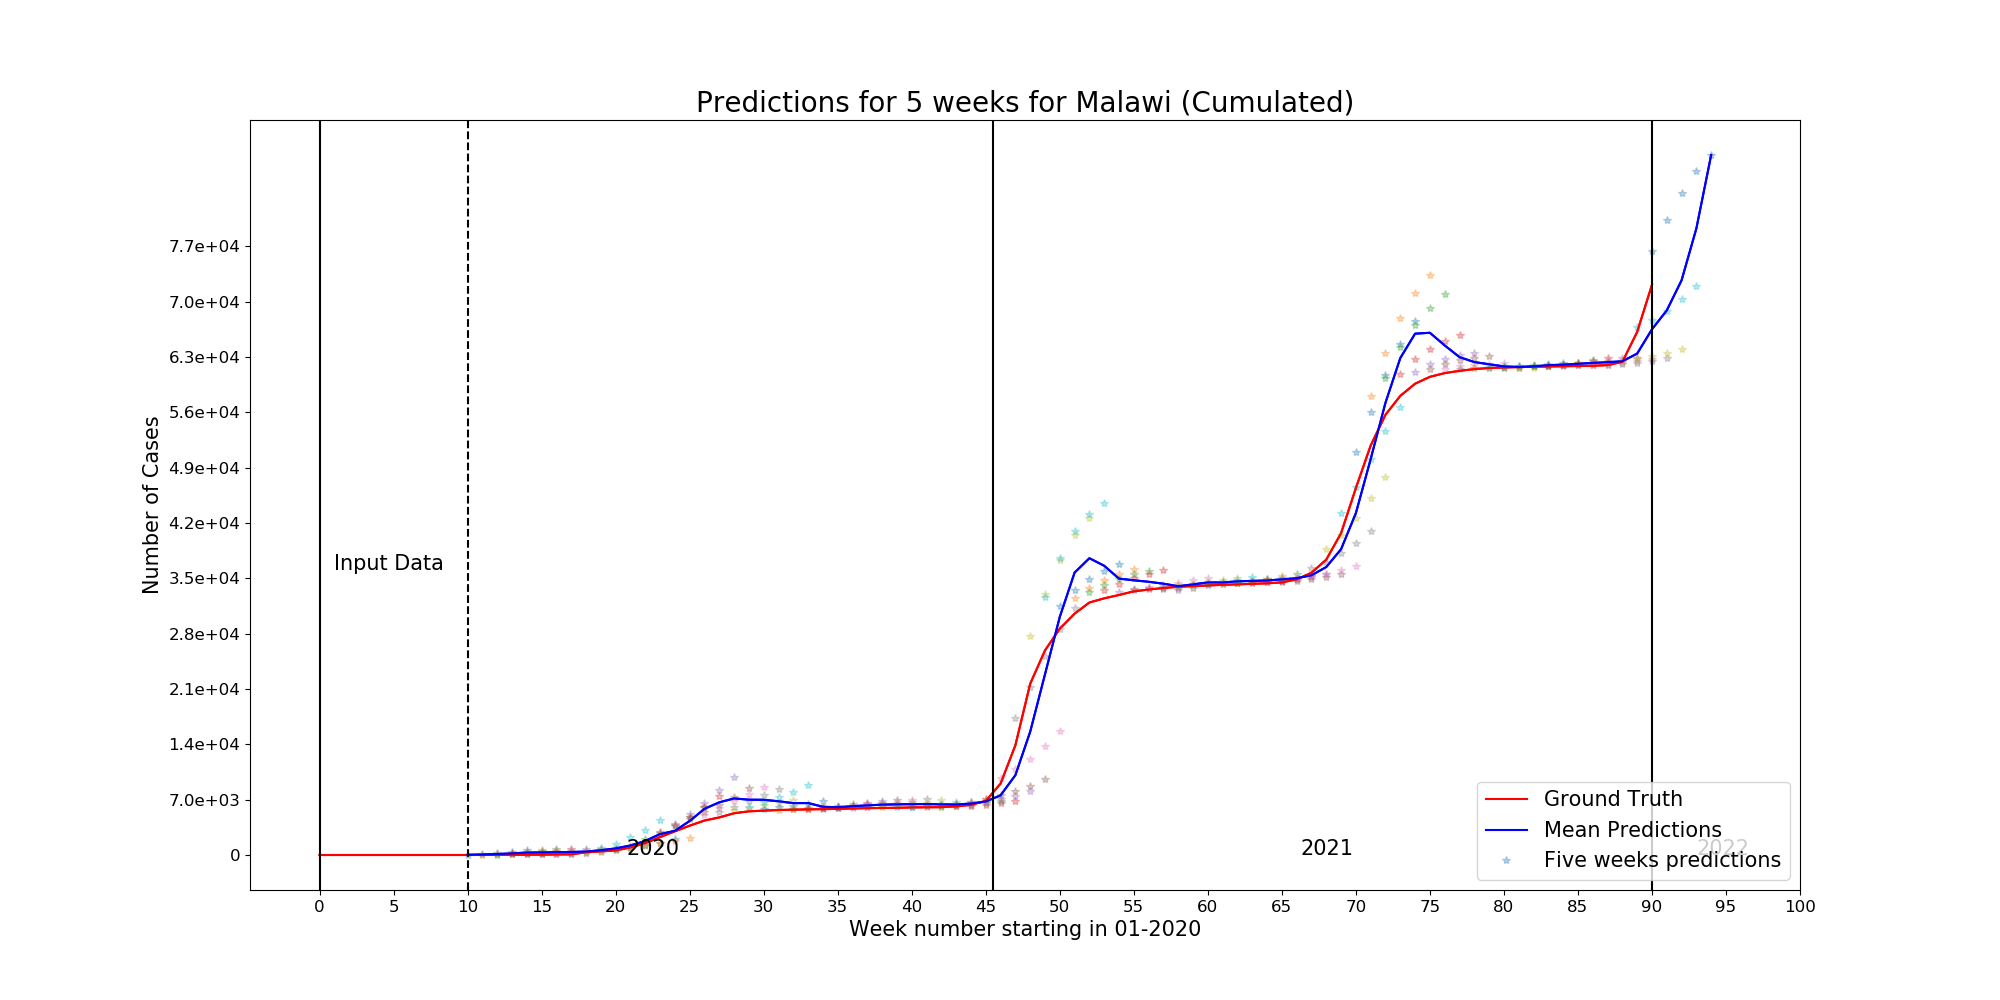 Predictions for 5 weeks for Malawi (Cumulated)
Number of Cases
7.7e+04
7.0e+04
6.3e+04
5.6e+04
4.9e+04
4.2e+04
3.5e+04
2.8e+04
2.1e+04
1.4e+04
7.0e+03
0
Input Data
2020
2021
2022
Ground Truth
Mean Predictions
Five weeks predictions
0 5 10 15 20 25 30 35 40 45 50 55 60 65 70 75 80 85 90 95 100
Week number starting in 01-2020